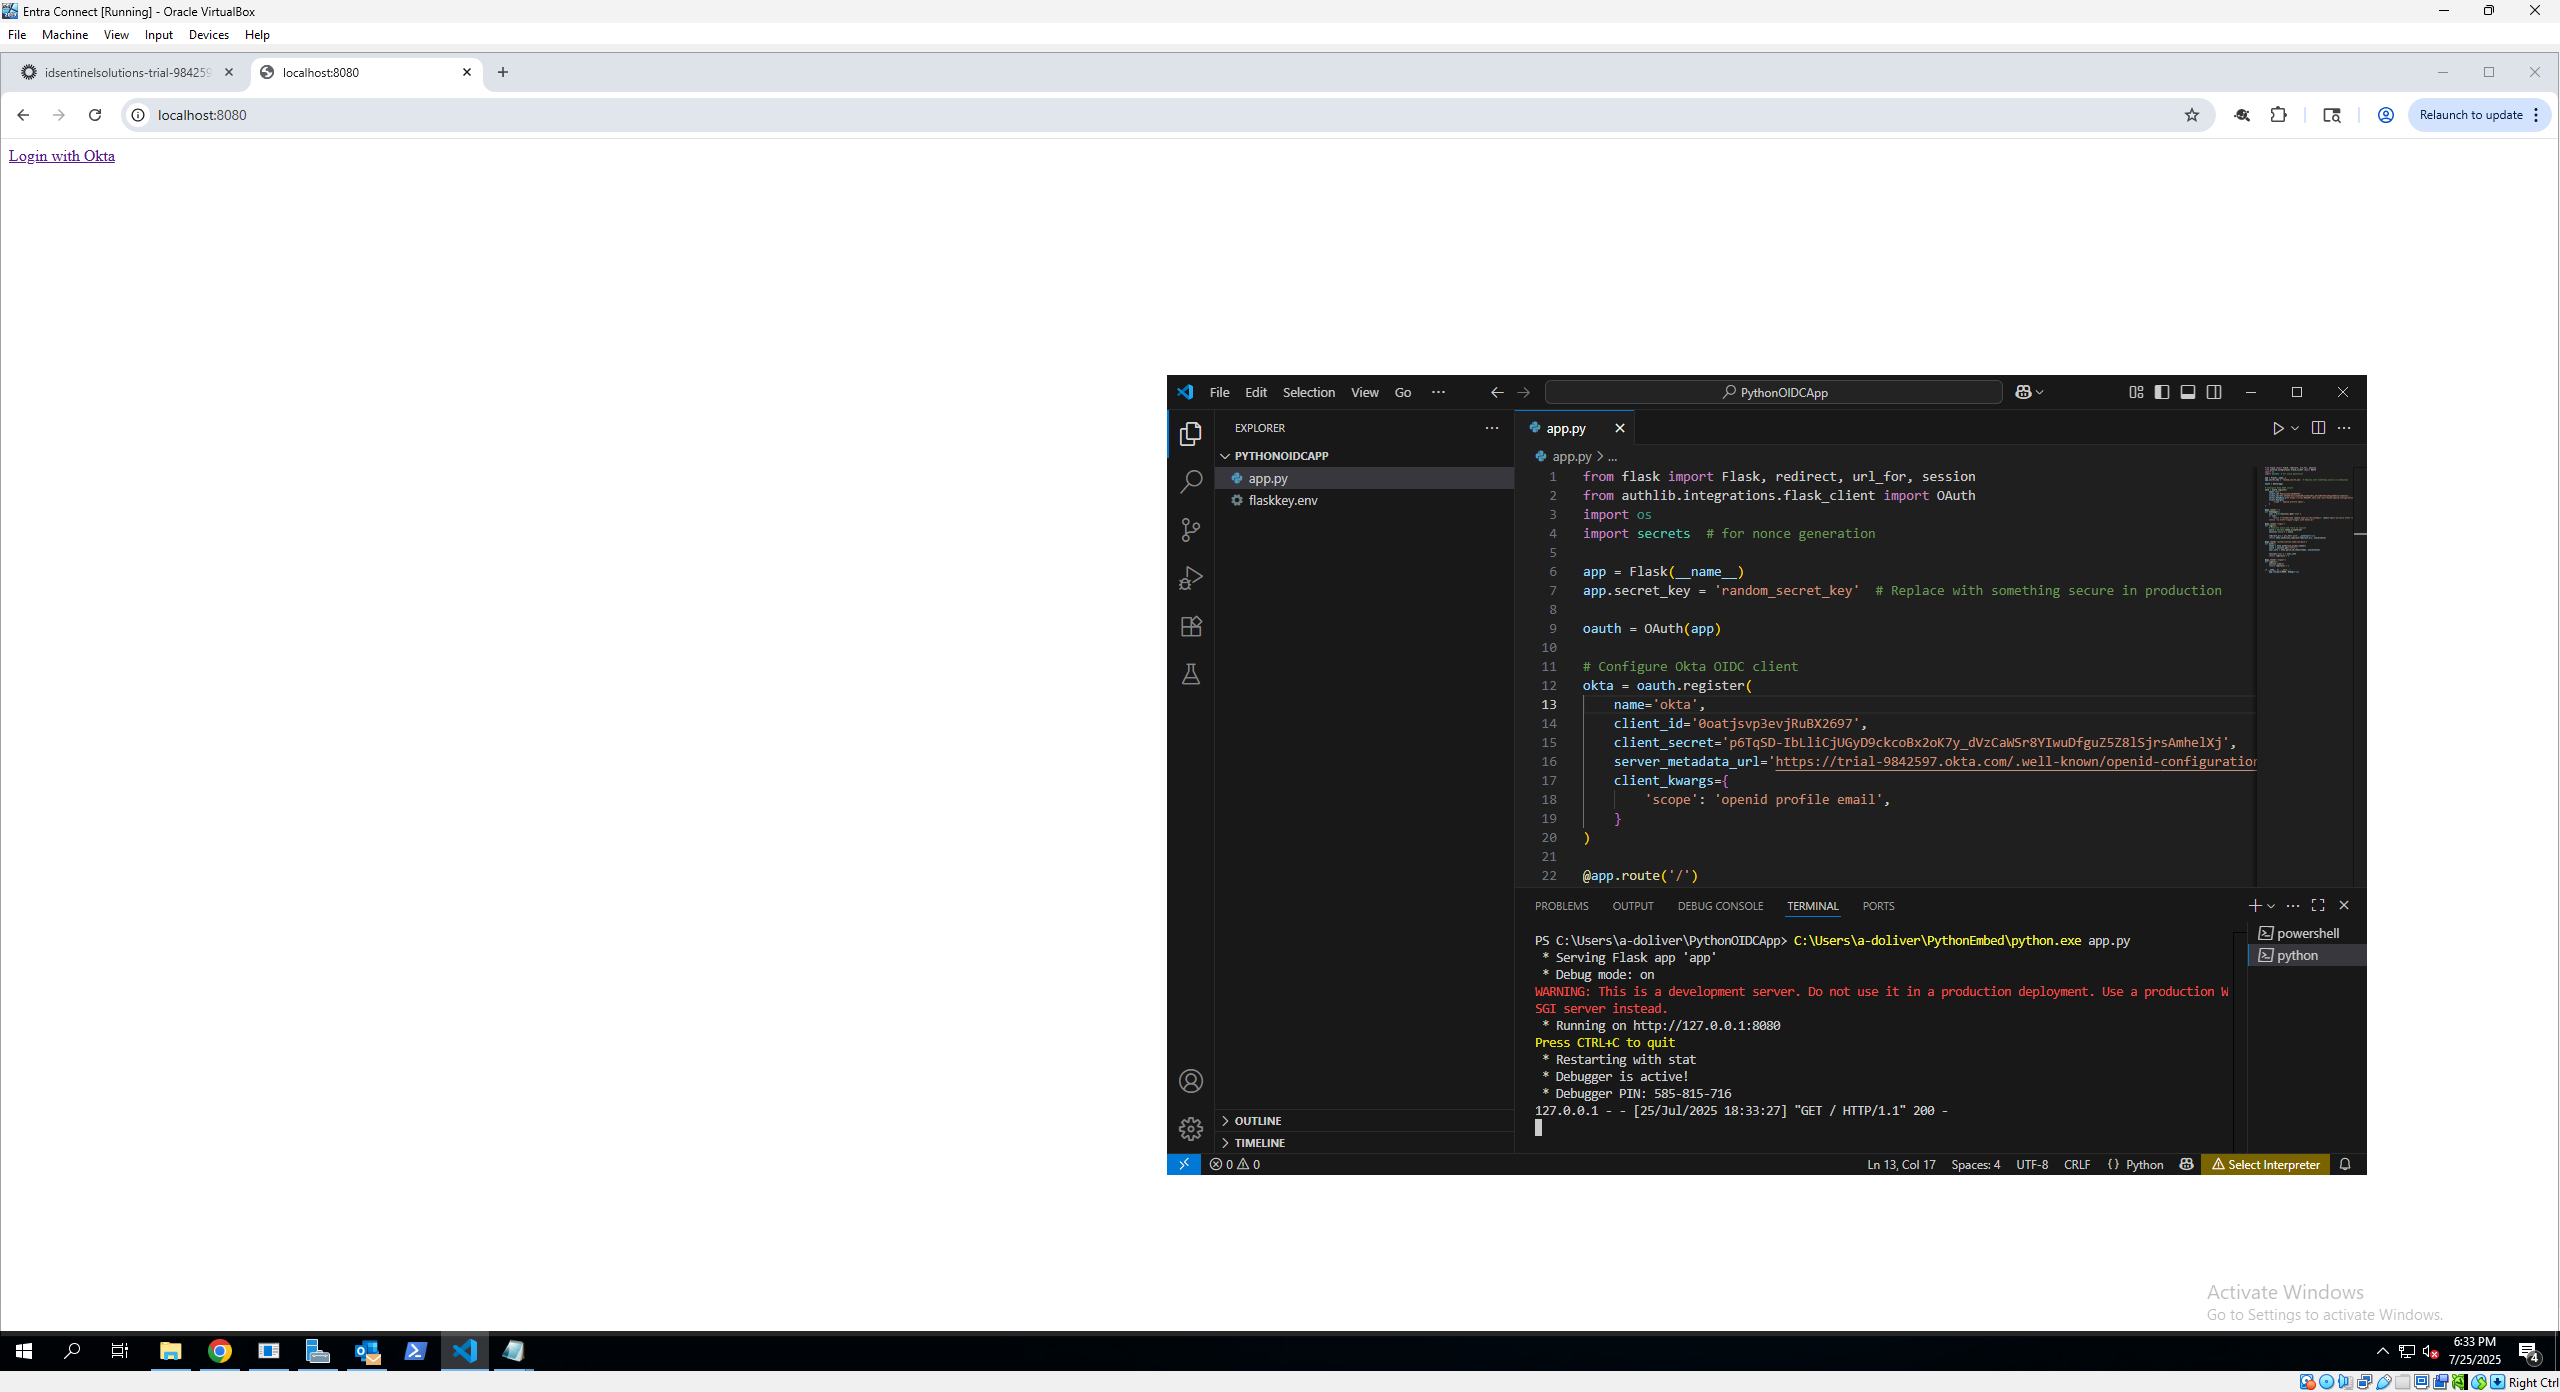 Entra Connect [Running] - Oracle VirtualBox
File Machine View Input Devices Help
idsentinelsolutions-trial-984259
localhost:8080
localhost:8080
Relaunch to update
Login with Okta
File Edit Selection View Go
PythonOIDCApp
EXPLORER
PYTHONOIDCAPP
app.py
flaskkey.env
OUTLINE
TIMELINE
app.py
app.py > ...
1 from flask import Flask, redirect, url_for, session
2 from authlib.integrations.flask_client import OAuth
3 import os
4 import secrets # for nonce generation
5
6 app = Flask(__name__)
7 app.secret_key = 'random_secret_key' # Replace with something secure in production
8
9 oauth = OAuth(app)
10
11 # Configure Okta OIDC client
12 okta = oauth.register(
13 name='okta',
14 client_id='0oatjsvp3evjRuBX2697',
15 client_secret='p6TqSD-IbLliCjUGyD9ckcoBx2oK7y_dVzCaWSr8YIwuDfguZ5Z8lSjrsAmhelXj',
16 server_metadata_url='https://trial-9842597.okta.com/.well-known/openid-configuration
17 client_kwargs={
18 'scope': 'openid profile email',
19 }
20 )
21
22 @app.route('/')
PROBLEMS OUTPUT DEBUG CONSOLE TERMINAL PORTS
PS C:\Users\a-doliver\PythonOIDCApp> C:\Users\a-doliver\PythonEmbed\python.exe app.py
* Serving Flask app 'app'
* Debug mode: on
WARNING: This is a development server. Do not use it in a production deployment. Use a production W
SGI server instead.
* Running on http://127.0.0.1:8080
Press CTRL+C to quit
* Restarting with stat
* Debugger is active!
* Debugger PIN: 585-815-716
127.0.0.1 - - [25/Jul/2025 18:33:27] "GET / HTTP/1.1" 200 -
powershell
python
0 0
Ln 13, Col 17 Spaces: 4 UTF-8 CRLF {} Python Select Interpreter
Activate Windows
Go to Settings to activate Windows.
6:33 PM
7/25/2025
4
Right Ctrl